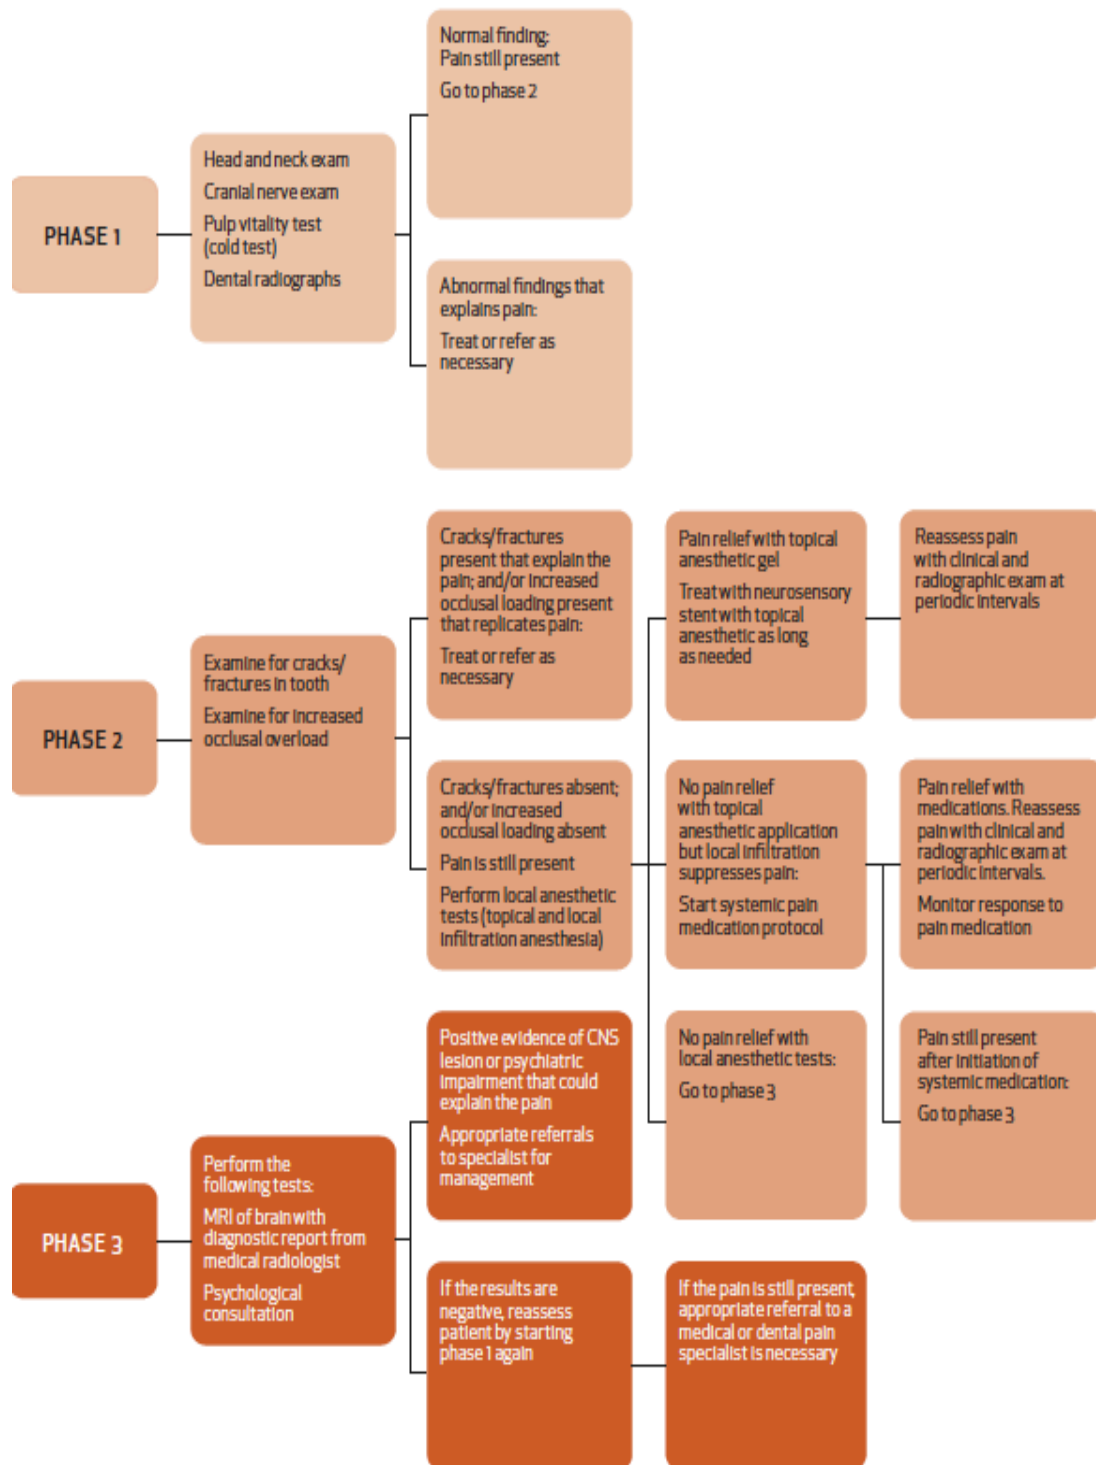 PHASE 1
Head and neck exam
Cranial nerve exam
Pulp vitality test
(cold test)
Dental radiographs
Normal finding:
Pain still present
Go to phase 2
Abnormal findings that
explains pain:
Treat or refer as
necessary
PHASE 2
Examine for cracks/
fractures in tooth
Examine for increased
occlusal overload
Cracks/fractures
present that explain the
pain; and/or increased
occlusal loading present
that replicates pain:
Treat or refer as
necessary
Cracks/fractures absent;
and/or increased
occlusal loading absent
Pain is still present
Perform local anesthetic
tests (topical and local
infiltration anesthesia)
Pain relief with topical
anesthetic gel
Treat with neurosensory
stent with topical
anesthetic as long
as needed
Reassess pain
with clinical and
radiographic exam at
periodic intervals
No pain relief
with topical
anesthetic application
but local infiltration
suppresses pain:
Start systemic pain
medication protocol
Pain relief with
medications. Reassess
pain with clinical and
radiographic exam at
periodic intervals.
Monitor response to
pain medication
No pain relief with
local anesthetic tests:
Go to phase 3
Pain still present
after initiation of
systemic medication:
Go to phase 3
PHASE 3
Perform the
following tests:
MRI of brain with
diagnostic report from
medical radiologist
Psychological
consultation
Positive evidence of CNS
lesion or psychiatric
impairment that could
explain the pain
Appropriate referrals
to specialist for
management
If the results are
negative, reassess
patient by starting
phase 1 again
If the pain is still present,
appropriate referral to a
medical or dental pain
specialist is necessary